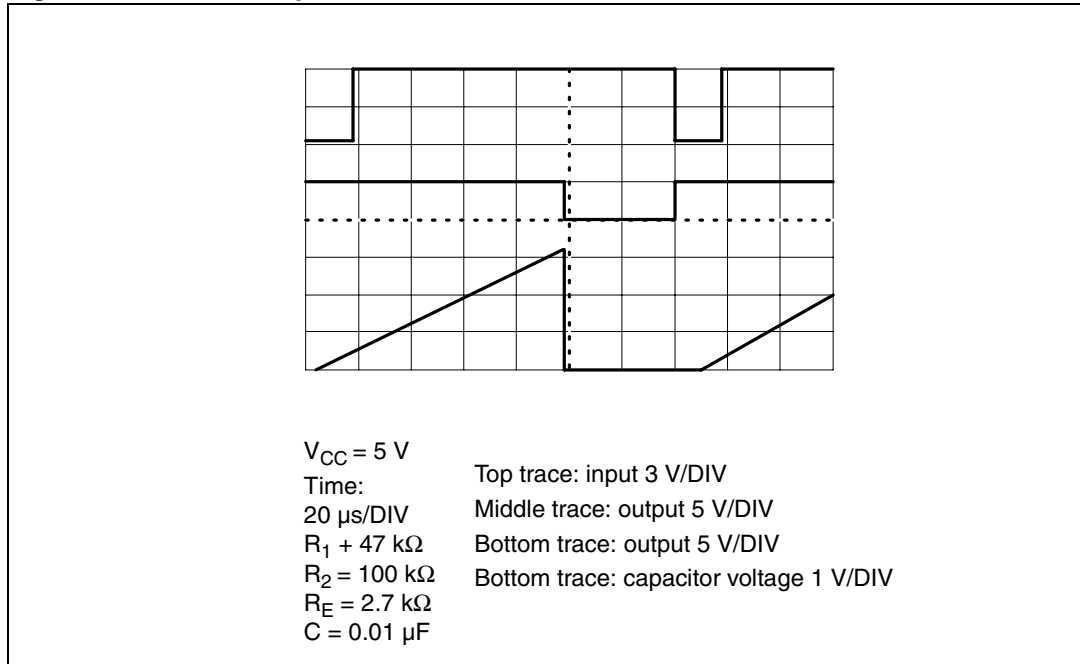 V_CC = 5 V
Time:
20 µs/DIV
R_1 + 47 kΩ
R_2 = 100 kΩ
R_E = 2.7 kΩ
C = 0.01 µF
Top trace: input 3 V/DIV
Middle trace: output 5 V/DIV
Bottom trace: output 5 V/DIV
Bottom trace: capacitor voltage 1 V/DIV